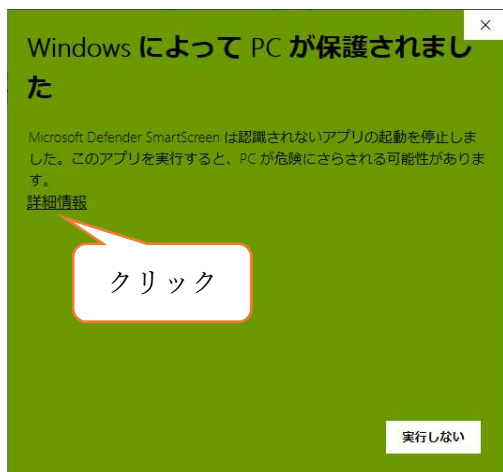 Windows によって PC が保護されまし
た
Microsoft Defender SmartScreen は認識されないアプリの起動を停止しま
した。このアプリを実行すると、PC が危険にさらされる可能性がありま
す。
詳細情報
クリック
実行しない